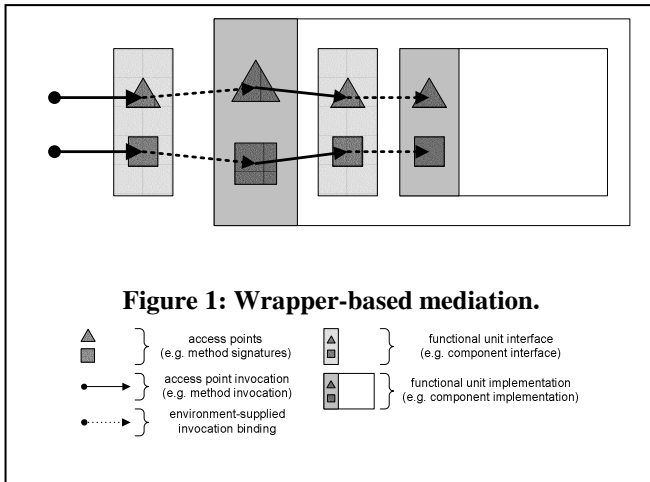 Figure 1: Wrapper-based mediation.
access points
(e.g. method signatures)
functional unit interface
(e.g. component interface)
access point invocation
(e.g. method invocation)
functional unit implementation
(e.g. component implementation)
environment-supplied
invocation binding